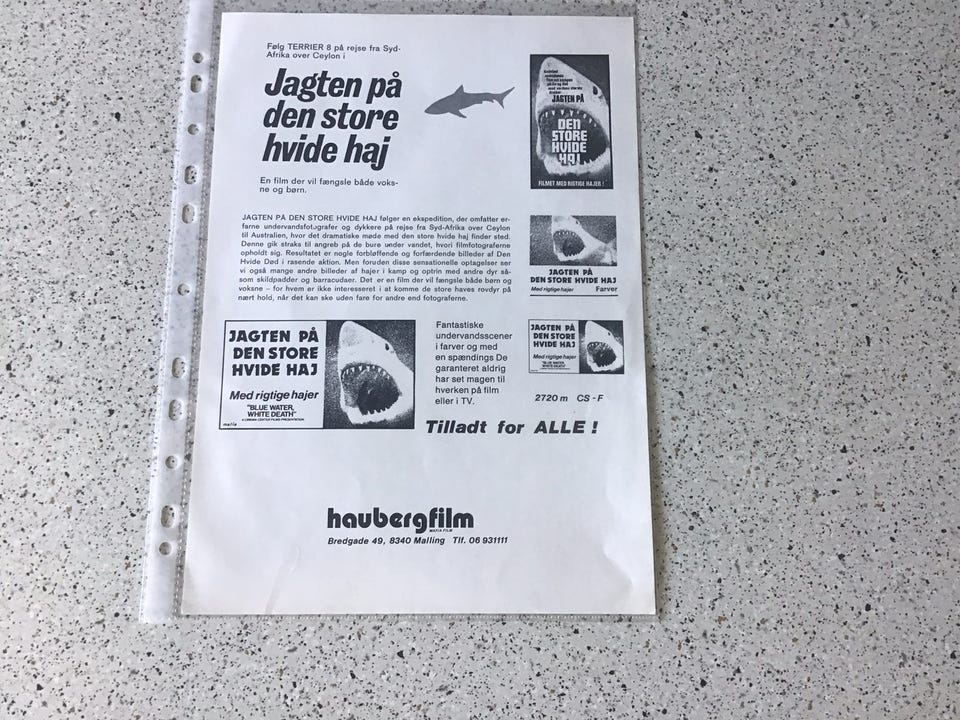 Følg TERRIER 8 på rejse fra Syd-
Afrika over Ceylon i
Jagten på
den store
hvide haj
En film der vil fængsle både voks-
ne og børn.
JAGTEN PÅ
DEN
STORE
HVIDE
HAJ
FILMET MED RIGTIGE HAJER !
JAGTEN PÅ DEN STORE HVIDE HAJ følger en ekspedition, der omfatter er-
farne undervandsfotografer og dykkere på rejse fra Syd-Afrika over Ceylon
til Australien, hvor det dramatiske møde med den store hvide haj finder sted.
Denne gik straks til angreb på de bure under vandet, hvori filmfotograferne
opholdt sig. Resultatet er nogle forbløffende og forfærdende billeder af Den
Hvide Død i rasende aktion. Men foruden disse sensationelle optagelser ser
vi også mange andre billeder af hajer i kamp og optrin med andre dyr så-
som skildpadder og barracudaer. Det er en film der vil fængsle både børn og
voksne – for hvem er ikke interesseret i at komme de store haves rovdyr på
nært hold, når det kan ske uden fare for andre end fotograferne.
JAGTEN PÅ
DEN STORE HVIDE HAJ
Med rigtige hajer Farver
JAGTEN PÅ
DEN STORE
HVIDE HAJ
Med rigtige hajer
"BLUE WATER,
WHITE DEATH"
A CINEMA CENTER FILMS PRESENTATION
mafia
Fantastiske
undervandsscener
i farver og med
en spændings De
garanteret aldrig
har set magen til
hverken på film
eller i TV.
JAGTEN PÅ
DEN STORE
HVIDE HAJ
Med rigtige hajer
"BLUE WATER,
WHITE DEATH"
2720 m CS - F
Tilladt for ALLE !
haubergfilm
MAFIA FILM
Bredgade 49, 8340 Malling Tlf. 06 931111